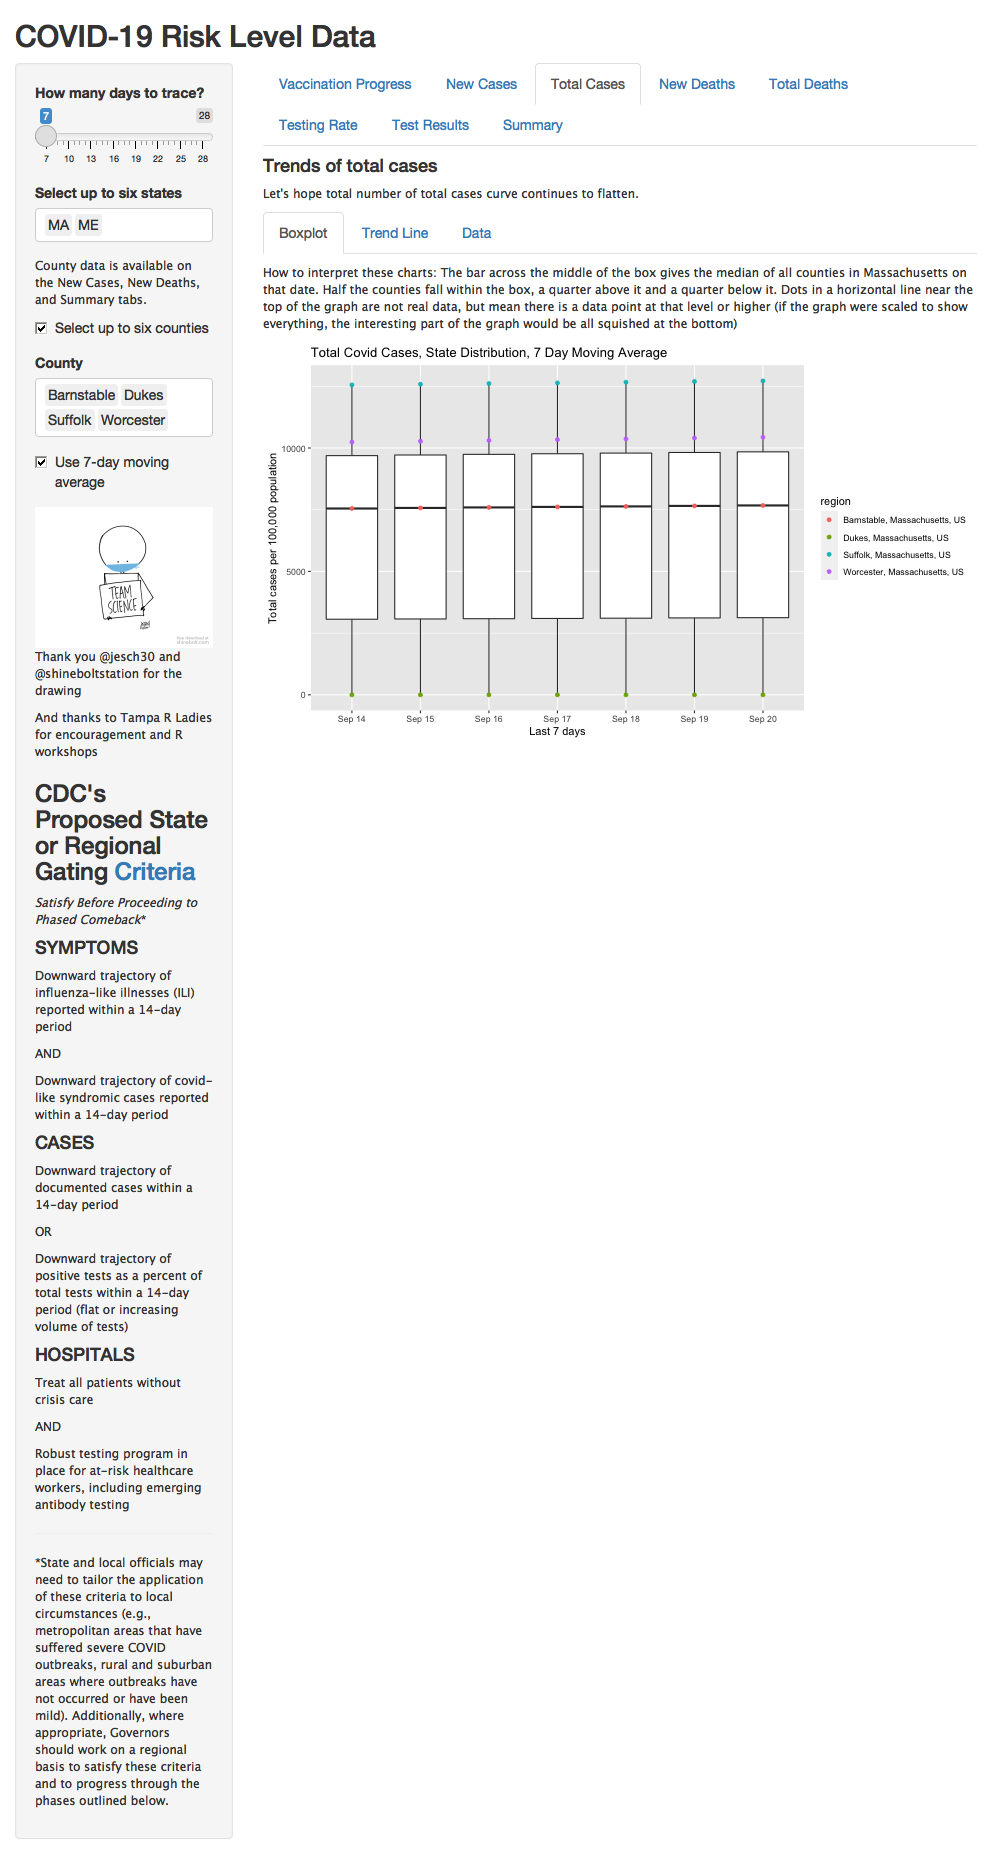 COVID-19 Risk Level Data
How many days to trace?
7
28
7 10 13 16 19 22 25 28
Select up to six states
MA ME
County data is available on
the New Cases, New Deaths,
and Summary tabs.
Select up to six counties
County
Barnstable Dukes
Suffolk Worcester
Use 7-day moving
average
TEAM
SCIENCE
Thank you @jesch30 and
@shineboltstation for the
drawing
And thanks to Tampa R Ladies
for encouragement and R
workshops
CDC's
Proposed State
or Regional
Gating Criteria
Satisfy Before Proceeding to
Phased Comeback*
SYMPTOMS
Downward trajectory of
influenza-like illnesses (ILI)
reported within a 14-day
period
AND
Downward trajectory of covid-
like syndromic cases reported
within a 14-day period
CASES
Downward trajectory of
documented cases within a
14-day period
OR
Downward trajectory of
positive tests as a percent of
total tests within a 14-day
period (flat or increasing
volume of tests)
HOSPITALS
Treat all patients without
crisis care
AND
Robust testing program in
place for at-risk healthcare
workers, including emerging
antibody testing
*State and local officials may
need to tailor the application
of these criteria to local
circumstances (e.g.,
metropolitan areas that have
suffered severe COVID
outbreaks, rural and suburban
areas where outbreaks have
not occurred or have been
mild). Additionally, where
appropriate, Governors
should work on a regional
basis to satisfy these criteria
and to progress through the
phases outlined below.
Vaccination Progress New Cases Total Cases New Deaths Total Deaths
Testing Rate Test Results Summary
Trends of total cases
Let's hope total number of total cases curve continues to flatten.
Boxplot Trend Line Data
How to interpret these charts: The bar across the middle of the box gives the median of all counties in Massachusetts on
that date. Half the counties fall within the box, a quarter above it and a quarter below it. Dots in a horizontal line near the
top of the graph are not real data, but mean there is a data point at that level or higher (if the graph were scaled to show
everything, the interesting part of the graph would be all squished at the bottom)
Total Covid Cases, State Distribution, 7 Day Moving Average
Total cases per 100,000 population
10000
5000
0
Sep 14 Sep 15 Sep 16 Sep 17 Sep 18 Sep 19 Sep 20
Last 7 days
region
Barnstable, Massachusetts, US
Dukes, Massachusetts, US
Suffolk, Massachusetts, US
Worcester, Massachusetts, US